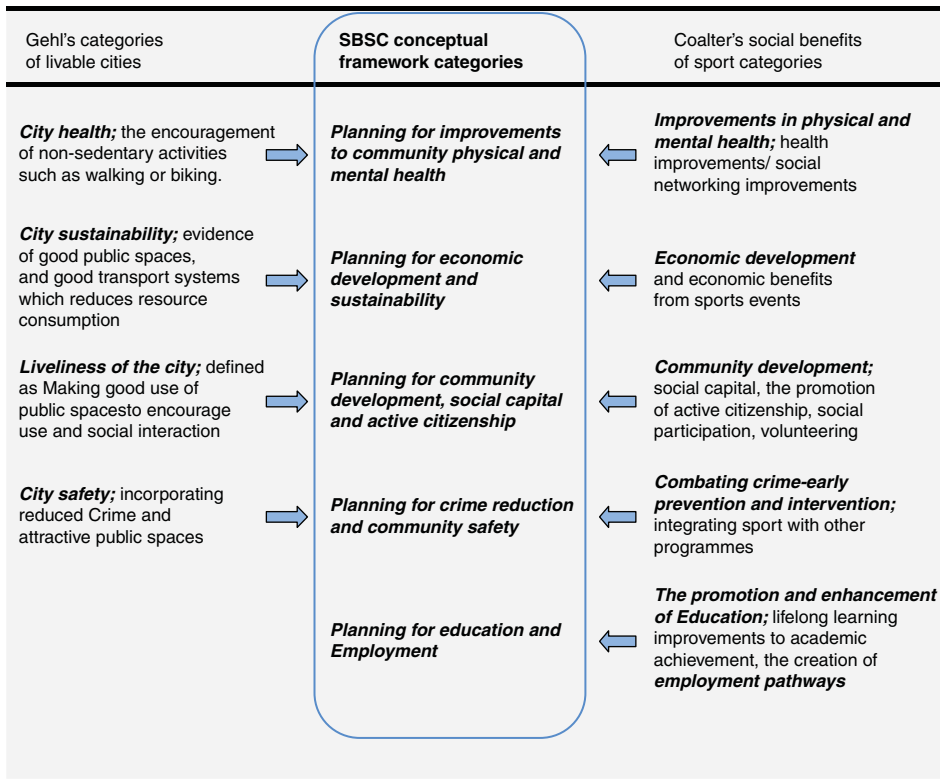 Gehl's categories
of livable cities
SBSC conceptual
framework categories
Coalter's social benefits
of sport categories
City health; the encouragement
of non-sedentary activities
such as walking or biking.
Planning for improvements
to community physical and
mental health
Improvements in physical and
mental health; health
improvements/ social
networking improvements
City sustainability; evidence
of good public spaces,
and good transport systems
which reduces resource
consumption
Planning for economic
development and
sustainability
Economic development
and economic benefits
from sports events
Liveliness of the city; defined
as Making good use of
public spacesto encourage
use and social interaction
Planning for community
development, social capital
and active citizenship
Community development;
social capital, the promotion
of active citizenship, social
participation, volunteering
City safety; incorporating
reduced Crime and
attractive public spaces
Planning for crime reduction
and community safety
Combating crime-early
prevention and intervention;
integrating sport with other
programmes
Planning for education and
Employment
The promotion and enhancement
of Education; lifelong learning
improvements to academic
achievement, the creation of
employment pathways